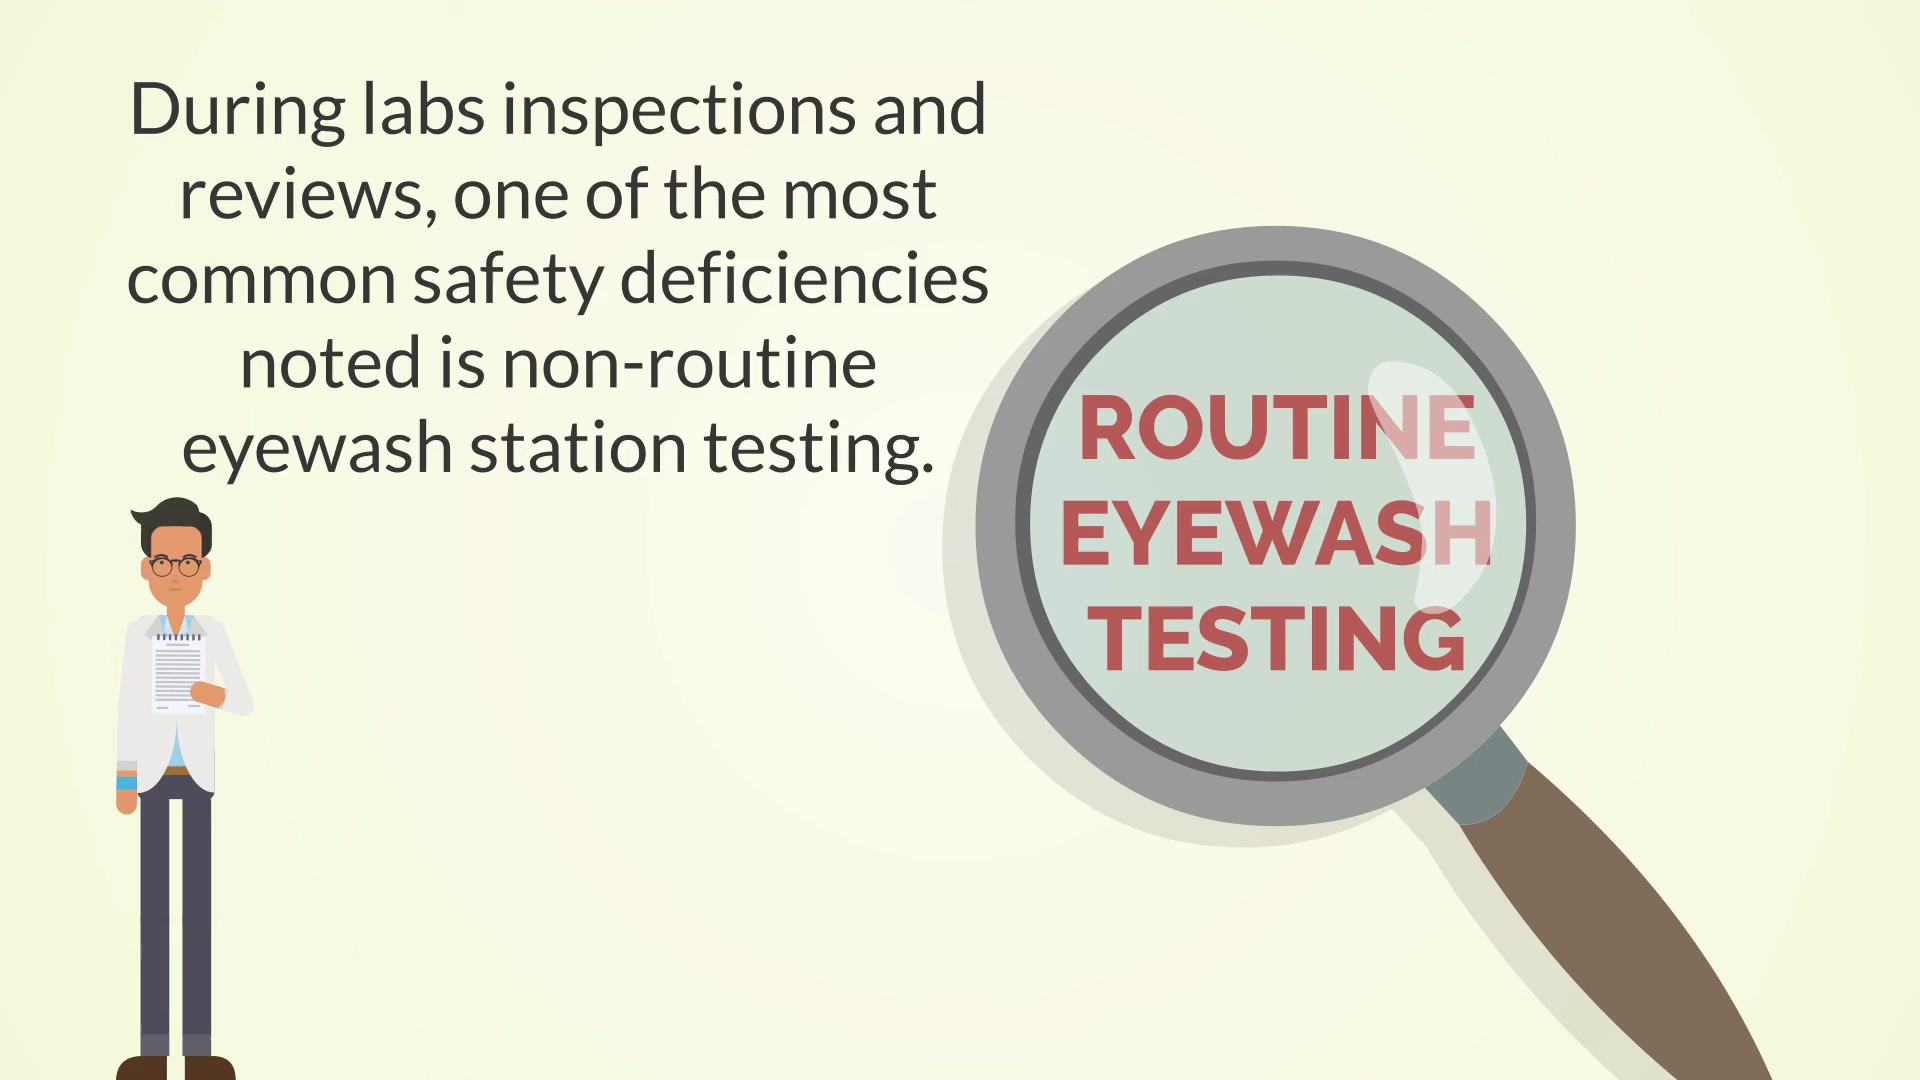 During labs inspections and
reviews, one of the most
common safety deficiencies
noted is non-routine
eyewash station testing.
ROUTINE
EYEWASH
TESTING